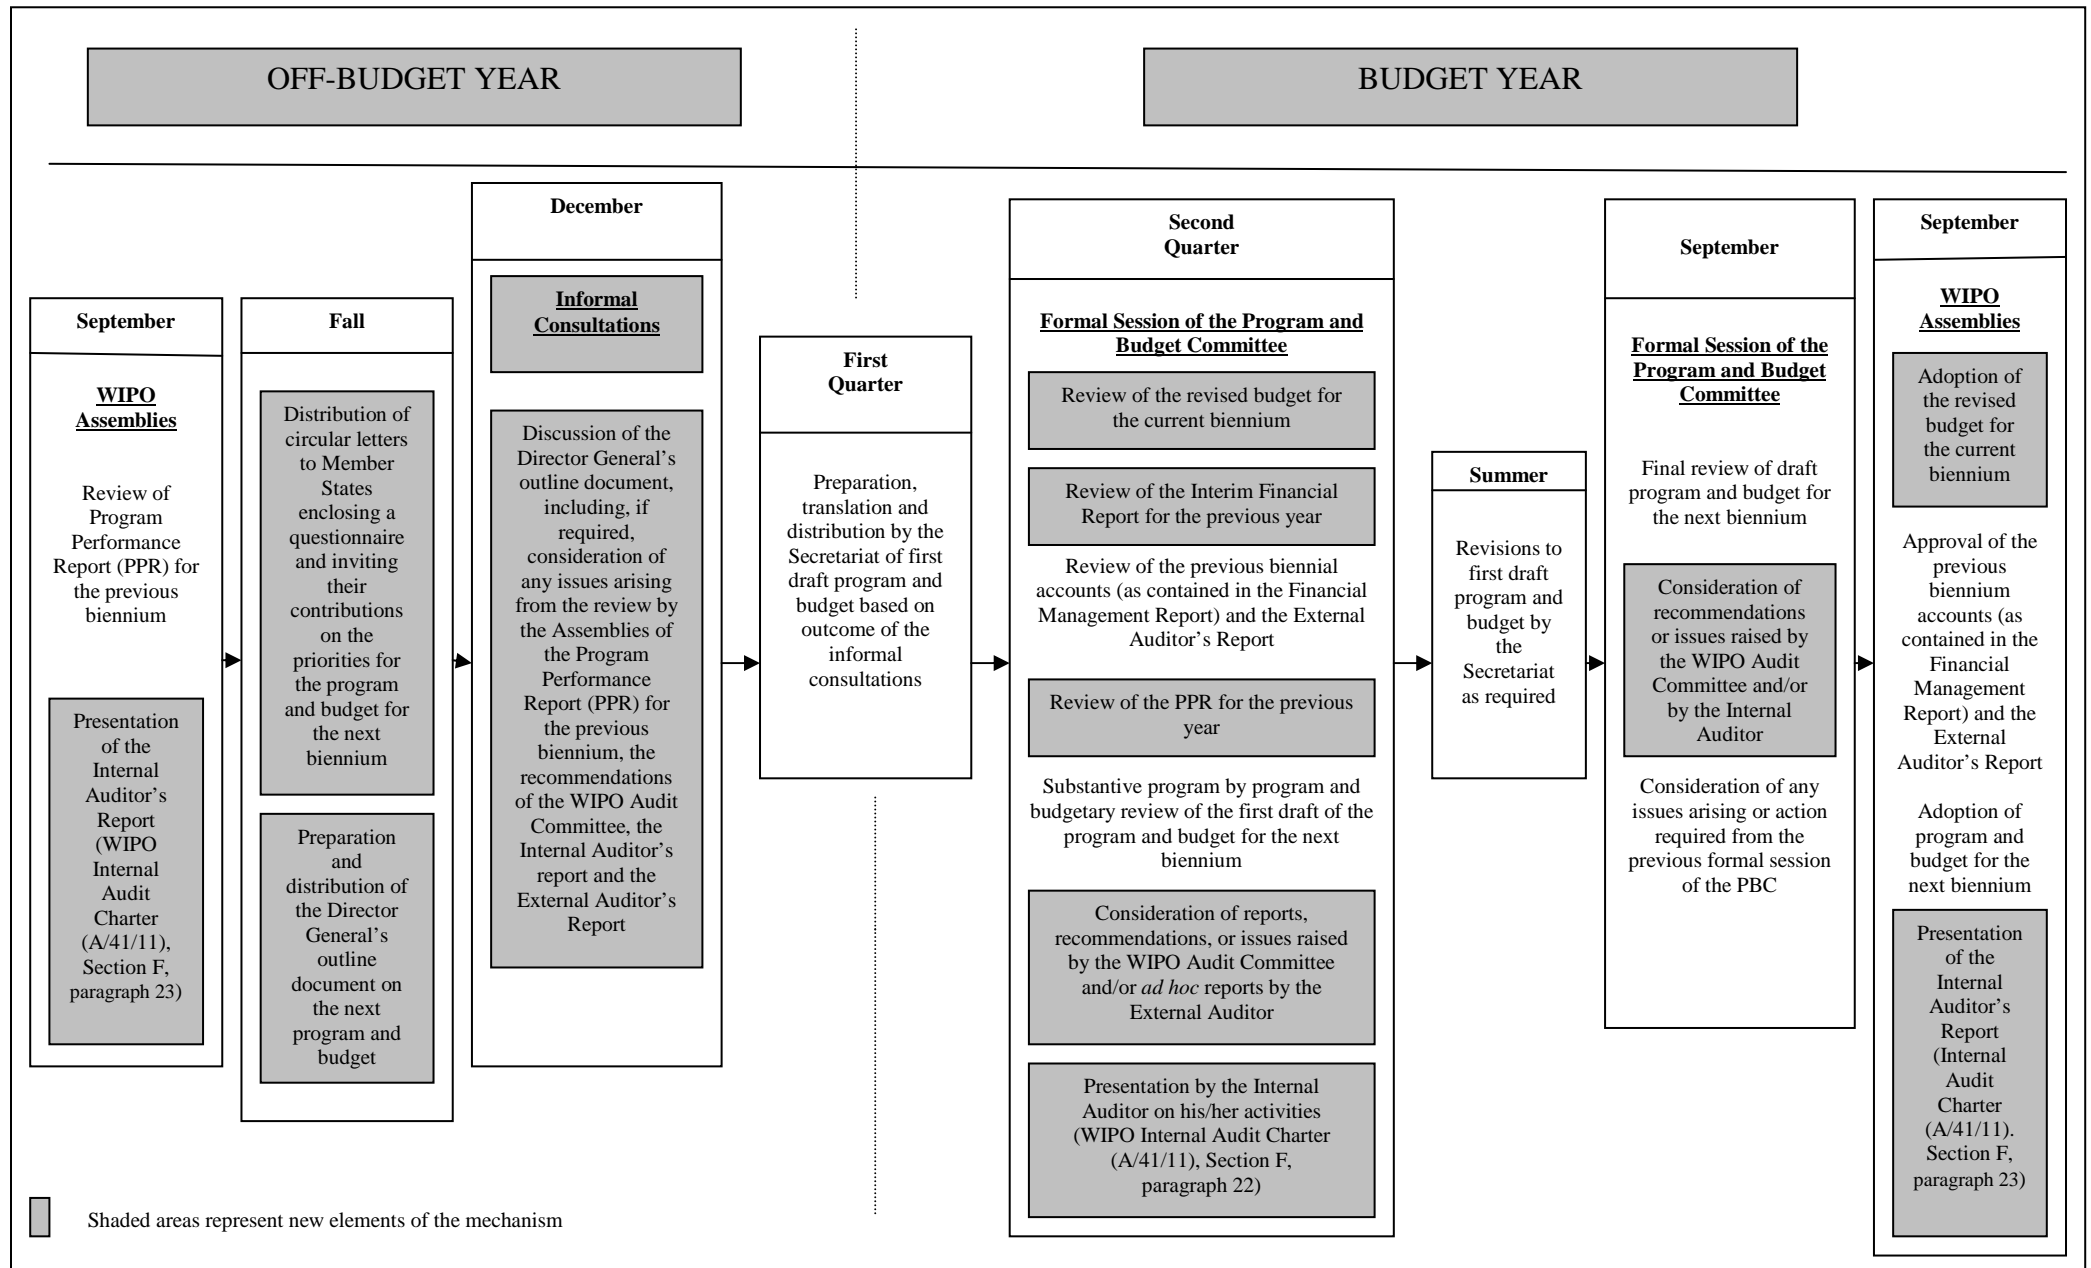 OFF-BUDGET YEAR
BUDGET YEAR
September
WIPO
Assemblies
Review of
Program
Performance
Report (PPR) for
the previous
biennium
Presentation
of the
Internal
Auditor’s
Report
(WIPO
Internal
Audit
Charter
(A/41/11),
Section F,
paragraph 23)
Fall
Distribution of
circular letters
to Member
States
enclosing a
questionnaire
and inviting
their
contributions
on the
priorities for
the program
and budget for
the next
biennium
Preparation
and
distribution of
the Director
General’s
outline
document on
the next
program and
budget
December
Informal
Consultations
Discussion of the
Director General’s
outline document,
including, if
required,
consideration of
any issues arising
from the review by
the Assemblies of
the Program
Performance
Report (PPR) for
the previous
biennium, the
recommendations
of the WIPO Audit
Committee, the
Internal Auditor’s
report and the
External Auditor’s
Report
First
Quarter
Preparation,
translation and
distribution by the
Secretariat of first
draft program and
budget based on
outcome of the
informal
consultations
Second
Quarter
Formal Session of the Program and
Budget Committee
Review of the revised budget for
the current biennium
Review of the Interim Financial
Report for the previous year
Review of the previous biennial
accounts (as contained in the Financial
Management Report) and the External
Auditor’s Report
Review of the PPR for the previous
year
Substantive program by program and
budgetary review of the first draft of the
program and budget for the next
biennium
Consideration of reports,
recommendations, or issues raised
by the WIPO Audit Committee
and/or ad hoc reports by the
External Auditor
Presentation by the Internal
Auditor on his/her activities
(WIPO Internal Audit Charter
(A/41/11), Section F,
paragraph 22)
Summer
Revisions to
first draft
program and
budget by
the
Secretariat
as required
September
Formal Session of the
Program and Budget
Committee
Final review of draft
program and budget for
the next biennium
Consideration of
recommendations
or issues raised by
the WIPO Audit
Committee and/or
by the Internal
Auditor
Consideration of any
issues arising or action
required from the
previous formal session
of the PBC
September
WIPO
Assemblies
Adoption of
the revised
budget for
the current
biennium
Approval of the
previous
biennium
accounts (as
contained in the
Financial
Management
Report) and the
External
Auditor’s Report
Adoption of
program and
budget for the
next biennium
Presentation
of the
Internal
Auditor’s
Report
(Internal
Audit
Charter
(A/41/11).
Section F,
paragraph 23)
Shaded areas represent new elements of the mechanism